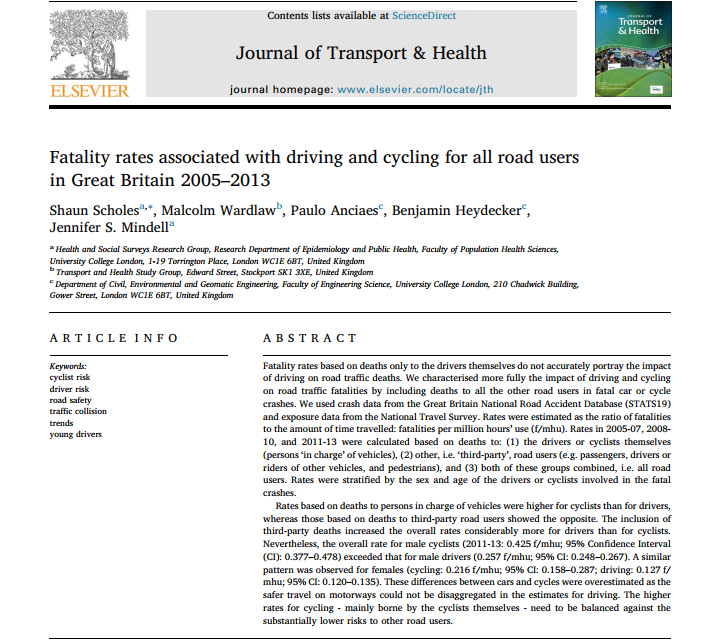 Contents lists available at ScienceDirect
Journal of Transport & Health
journal homepage: www.elsevier.com/locate/jth
ELSEVIER
Journal of
Transport
& Health
Fatality rates associated with driving and cycling for all road users
in Great Britain 2005–2013
Shaun Scholesa,*, Malcolm Wardlawb, Paulo Anciaesc, Benjamin Heydeckerc,
Jennifer S. Mindella
a Health and Social Surveys Research Group, Research Department of Epidemiology and Public Health, Faculty of Population Health Sciences,
University College London, 1-19 Torrington Place, London WC1E 6BT, United Kingdom
b Transport and Health Study Group, Edward Street, Stockport SK1 3XE, United Kingdom
c Department of Civil, Environmental and Geomatic Engineering, Faculty of Engineering Science, University College London, 210 Chadwick Building,
Gower Street, London WC1E 6BT, United Kingdom
ARTICLE INFO
Keywords:
cyclist risk
driver risk
road safety
traffic collision
trends
young drivers
ABSTRACT
Fatality rates based on deaths only to the drivers themselves do not accurately portray the impact
of driving on road traffic deaths. We characterised more fully the impact of driving and cycling
on road traffic fatalities by including deaths to all the other road users in fatal car or cycle
crashes. We used crash data from the Great Britain National Road Accident Database (STATS19)
and exposure data from the National Travel Survey. Rates were estimated as the ratio of fatalities
to the amount of time travelled: fatalities per million hours' use (f/mhu). Rates in 2005-07, 2008-
10, and 2011-13 were calculated based on deaths to: (1) the drivers or cyclists themselves
(persons 'in charge' of vehicles), (2) other, i.e. 'third-party', road users (e.g. passengers, drivers or
riders of other vehicles, and pedestrians), and (3) both of these groups combined, i.e. all road
users. Rates were stratified by the sex and age of the drivers or cyclists involved in the fatal
crashes.
Rates based on deaths to persons in charge of vehicles were higher for cyclists than for drivers,
whereas those based on deaths to third-party road users showed the opposite. The inclusion of
third-party deaths increased the overall rates considerably more for drivers than for cyclists.
Nevertheless, the overall rate for male cyclists (2011-13: 0.425 f/mhu; 95% Confidence Interval
(CI): 0.377–0.478) exceeded that for male drivers (0.257 f/mhu; 95% CI: 0.248–0.267). A similar
pattern was observed for females (cycling: 0.216 f/mhu; 95% CI: 0.158–0.287; driving: 0.127 f/
mhu; 95% CI: 0.120–0.135). These differences between cars and cycles were overestimated as the
safer travel on motorways could not be disaggregated in the estimates for driving. The higher
rates for cycling - mainly borne by the cyclists themselves - need to be balanced against the
substantially lower risks to other road users.